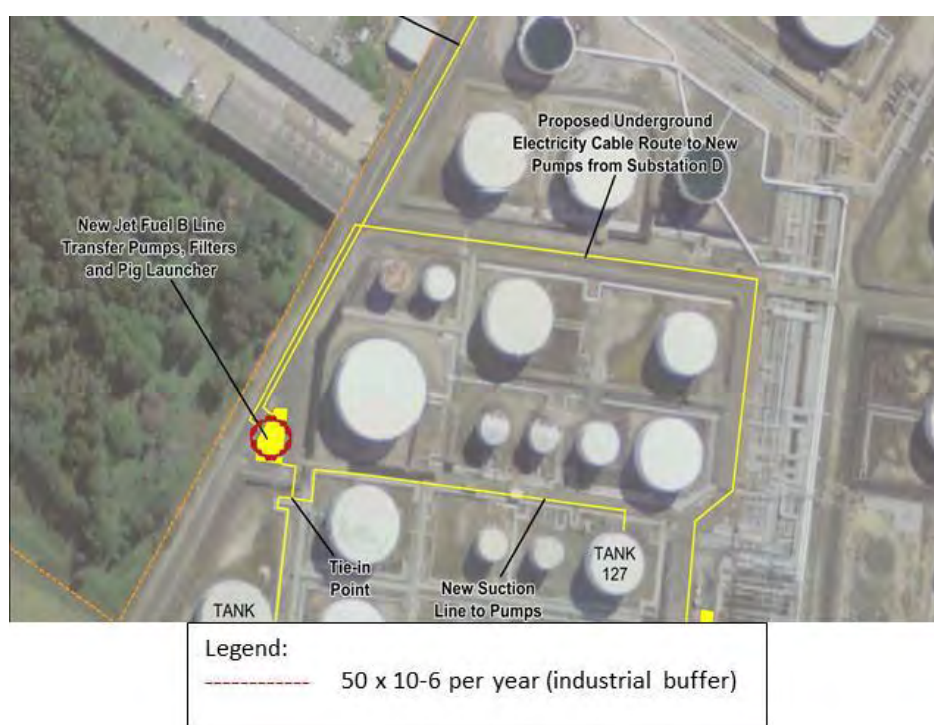 Proposed Underground
Electricity Cable Route to New
Pumps from Substation D
New Jet Fuel B Line
Transfer Pumps, Filters
and Pig Launcher
Tie-in
Point
New Suction
Line to Pumps
TANK
127
TANK
Legend:
50 x 10-6 per year (industrial buffer)